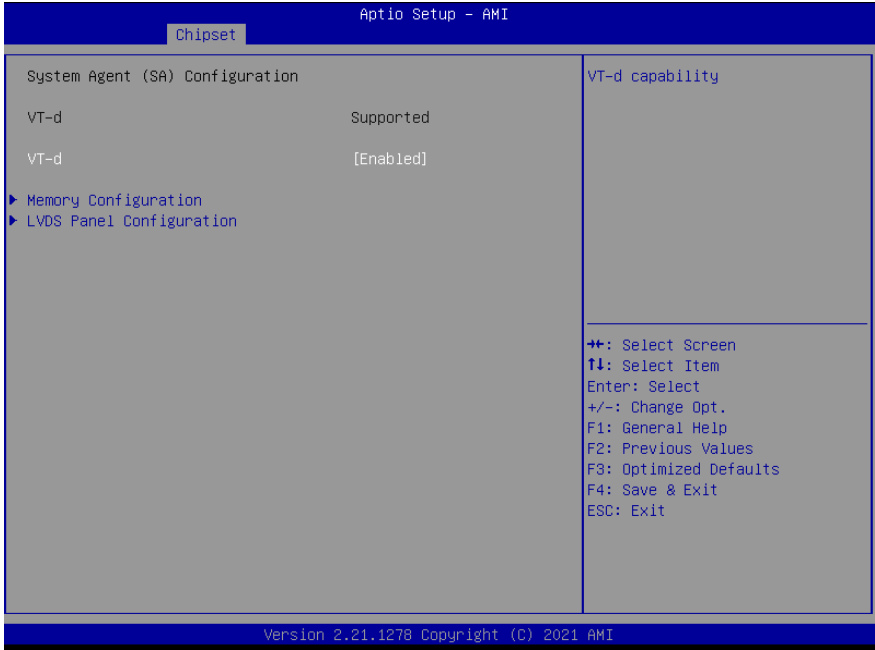 Aptio Setup – AMI
Chipset
System Agent (SA) Configuration
VT-d Supported
VT-d [Enabled]
▶ Memory Configuration
▶ LVDS Panel Configuration
VT-d capability
→←: Select Screen
↑↓: Select Item
Enter: Select
+/-: Change Opt.
F1: General Help
F2: Previous Values
F3: Optimized Defaults
F4: Save & Exit
ESC: Exit
Version 2.21.1278 Copyright (C) 2021 AMI